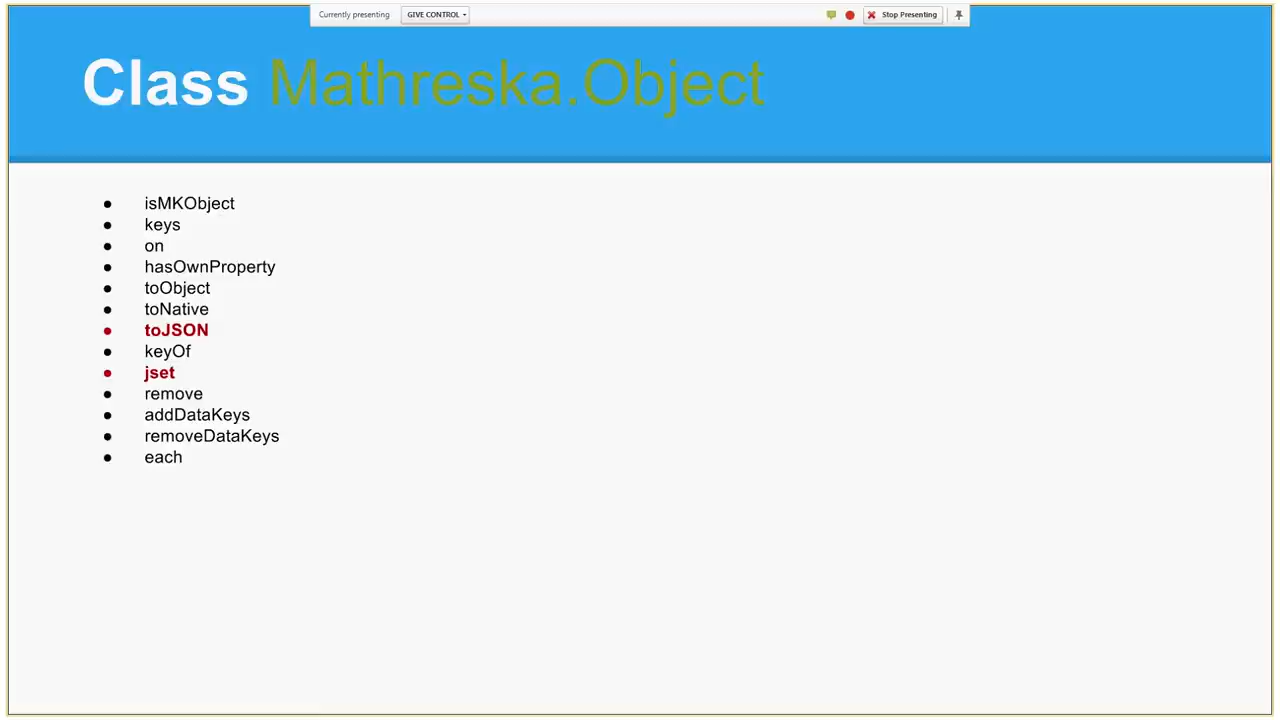 Currently presenting GIVE CONTROL Stop Presenting
Class Mathreska.Object
● isMKObject
● keys
● on
● hasOwnProperty
● toObject
● toNative
● toJSON
● keyOf
● jset
● remove
● addDataKeys
● removeDataKeys
● each